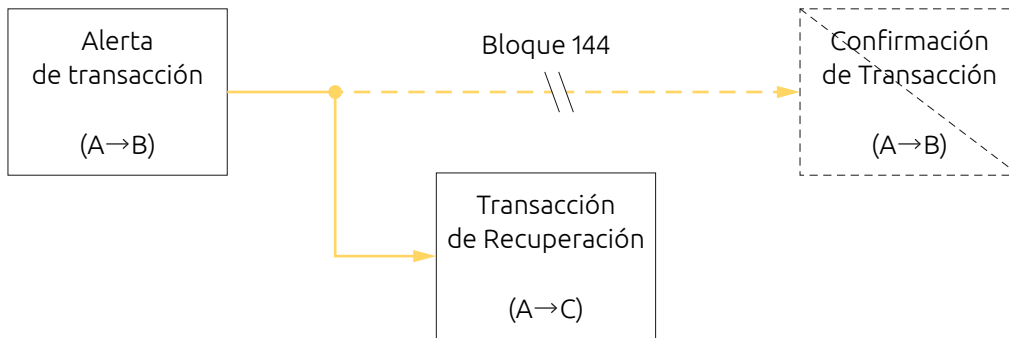 Alerta
de transacción
(A→B)
Bloque 144
Confirmación
de Transacción
(A→B)
Transacción
de Recuperación
(A→C)